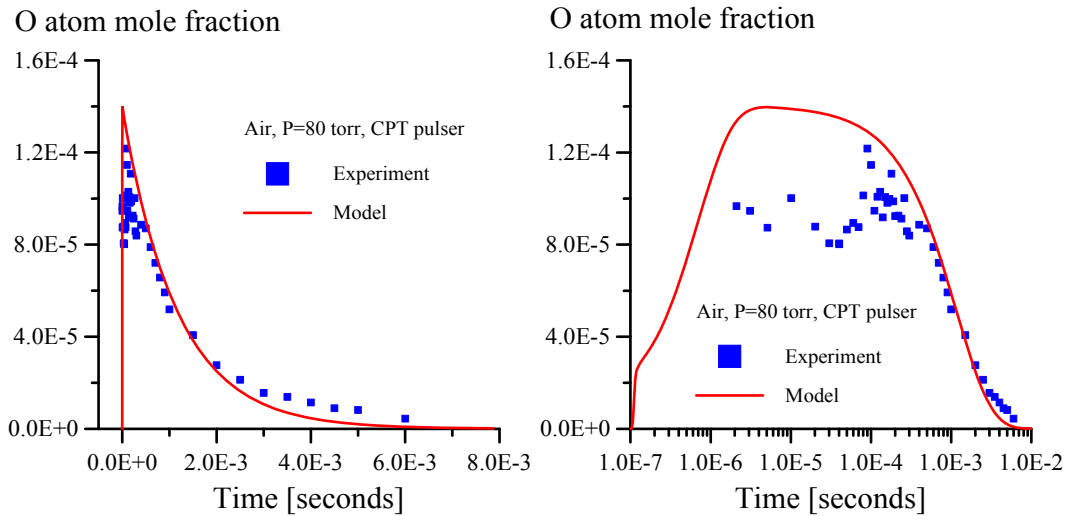 O atom mole fraction
1.6E-4
1.2E-4
8.0E-5
4.0E-5
0.0E+0
Air, P=80 torr, CPT pulser
Experiment
Model
0.0E+0 2.0E-3 4.0E-3 6.0E-3 8.0E-3
Time [seconds]
O atom mole fraction
1.6E-4
1.2E-4
8.0E-5
4.0E-5
0.0E+0
Air, P=80 torr, CPT pulser
Experiment
Model
1.0E-7 1.0E-6 1.0E-5 1.0E-4 1.0E-3 1.0E-2
Time [seconds]